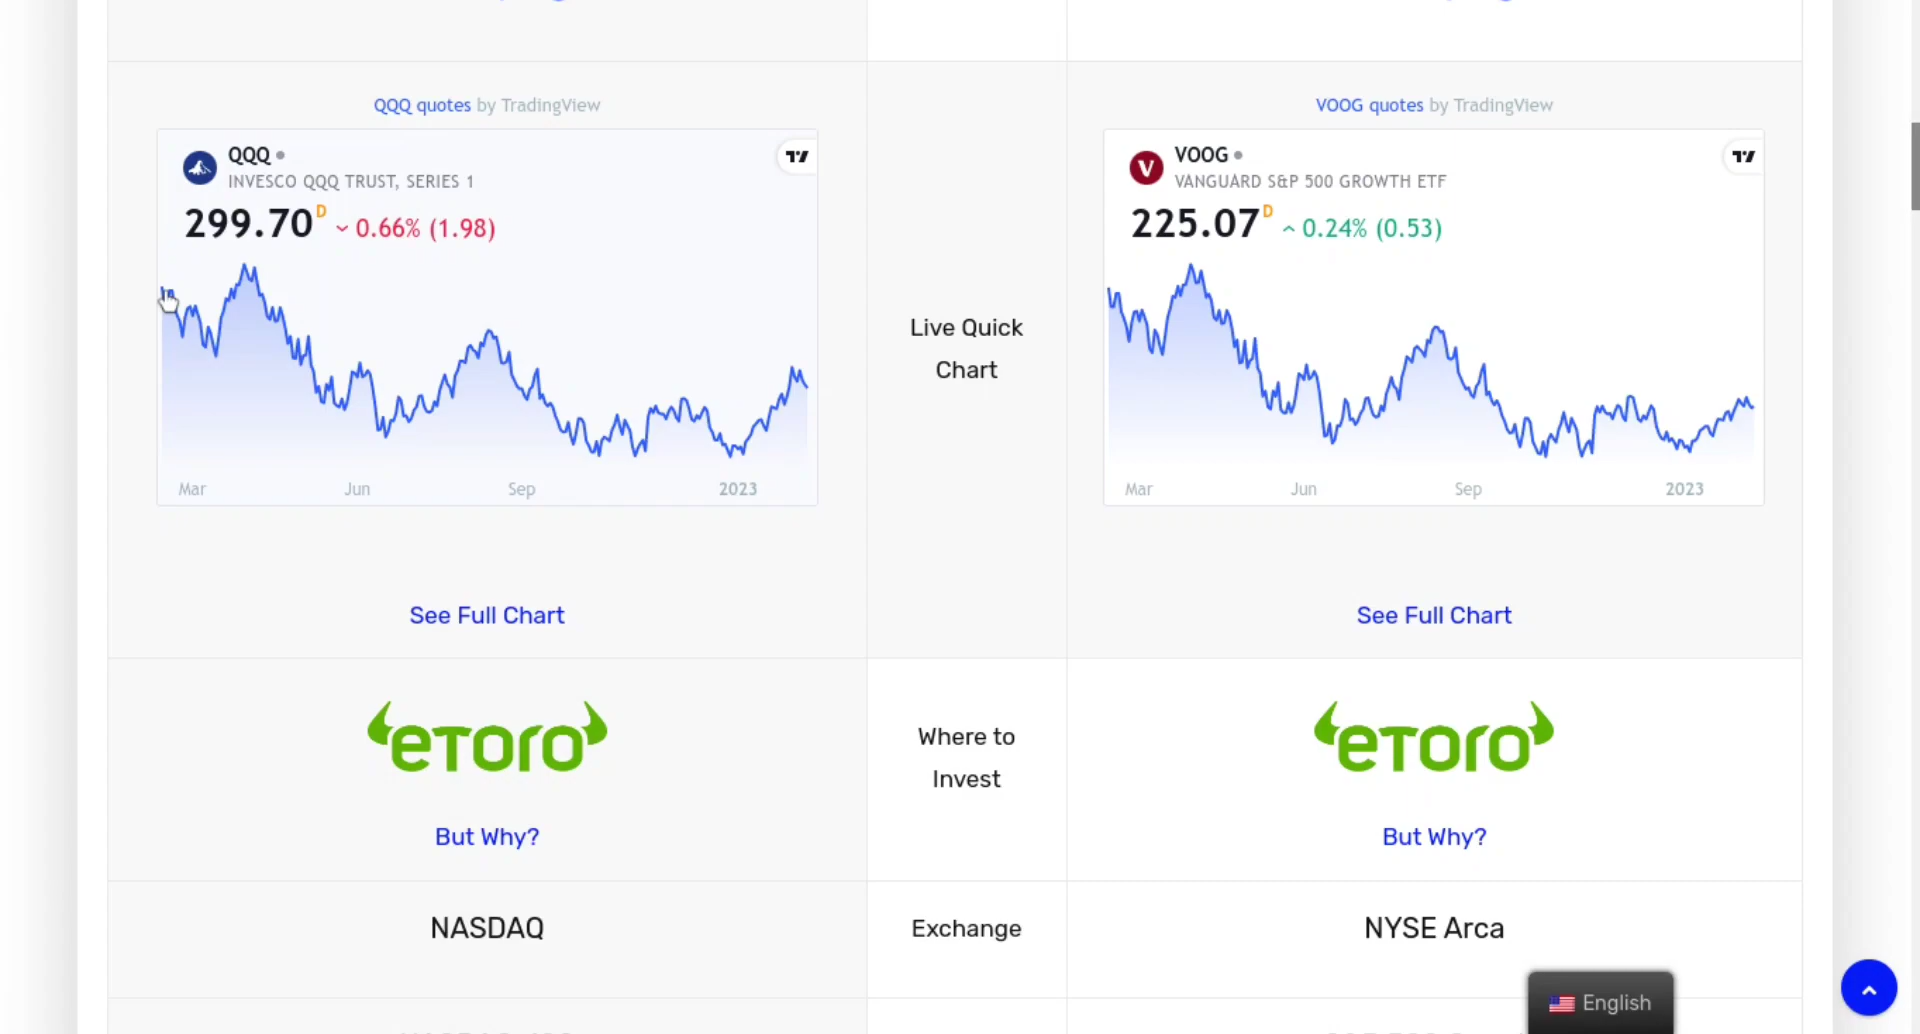 QQQ quotes by TradingView
QQQ
INVESCO QQQ TRUST, SERIES 1
299.70 D 0.66% (1.98)
Mar Jun Sep 2023
See Full Chart
Live Quick
Chart
VOOG quotes by TradingView
V
VOOG
VANGUARD S&P 500 GROWTH ETF
225.07 D 0.24% (0.53)
Mar Jun Sep 2023
See Full Chart
eToro
But Why?
Where to
Invest
eToro
But Why?
NASDAQ
Exchange
NYSE Arca
English